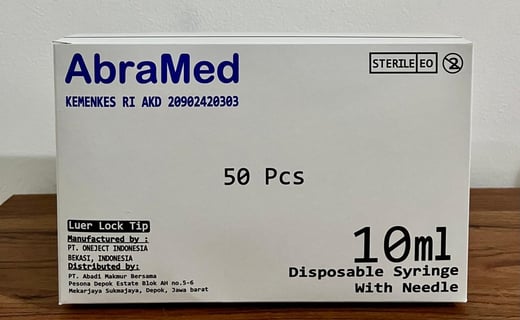 AbraMed
KEMENKES RI AKD 20902420303
STERILE EO
2
50 Pcs
Luer Lock Tip
Manufactured by :
PT. ONEJECT INDONESIA
BEKASI, INDONESIA
Distributed by:
PT. Abadi Makmur Bersama
Pesona Depok Estate Blok AH no.5-6
Mekarjaya Sukmajaya, Depok, Jawa barat
10ml
Disposable Syringe
With Needle